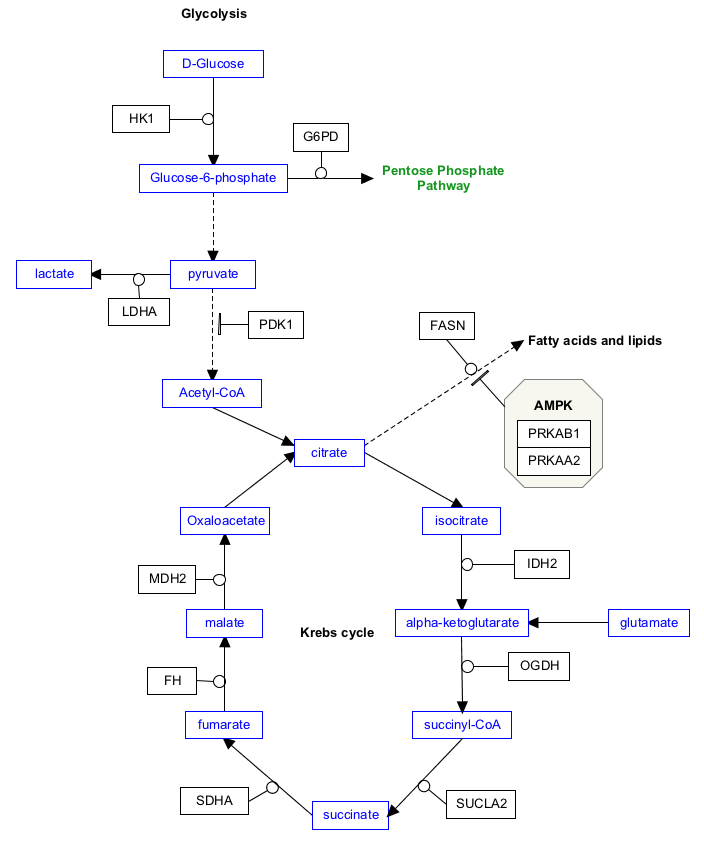 Glycolysis
D-Glucose
HK1
G6PD
Glucose-6-phosphate
Pentose Phosphate
Pathway
lactate
pyruvate
LDHA
PDK1
FASN
Fatty acids and lipids
Acetyl-CoA
AMPK
PRKAB1
PRKAA2
citrate
Oxaloacetate
isocitrate
MDH2
IDH2
malate
Krebs cycle
alpha-ketoglutarate
glutamate
FH
OGDH
fumarate
succinyl-CoA
SDHA
SUCLA2
succinate